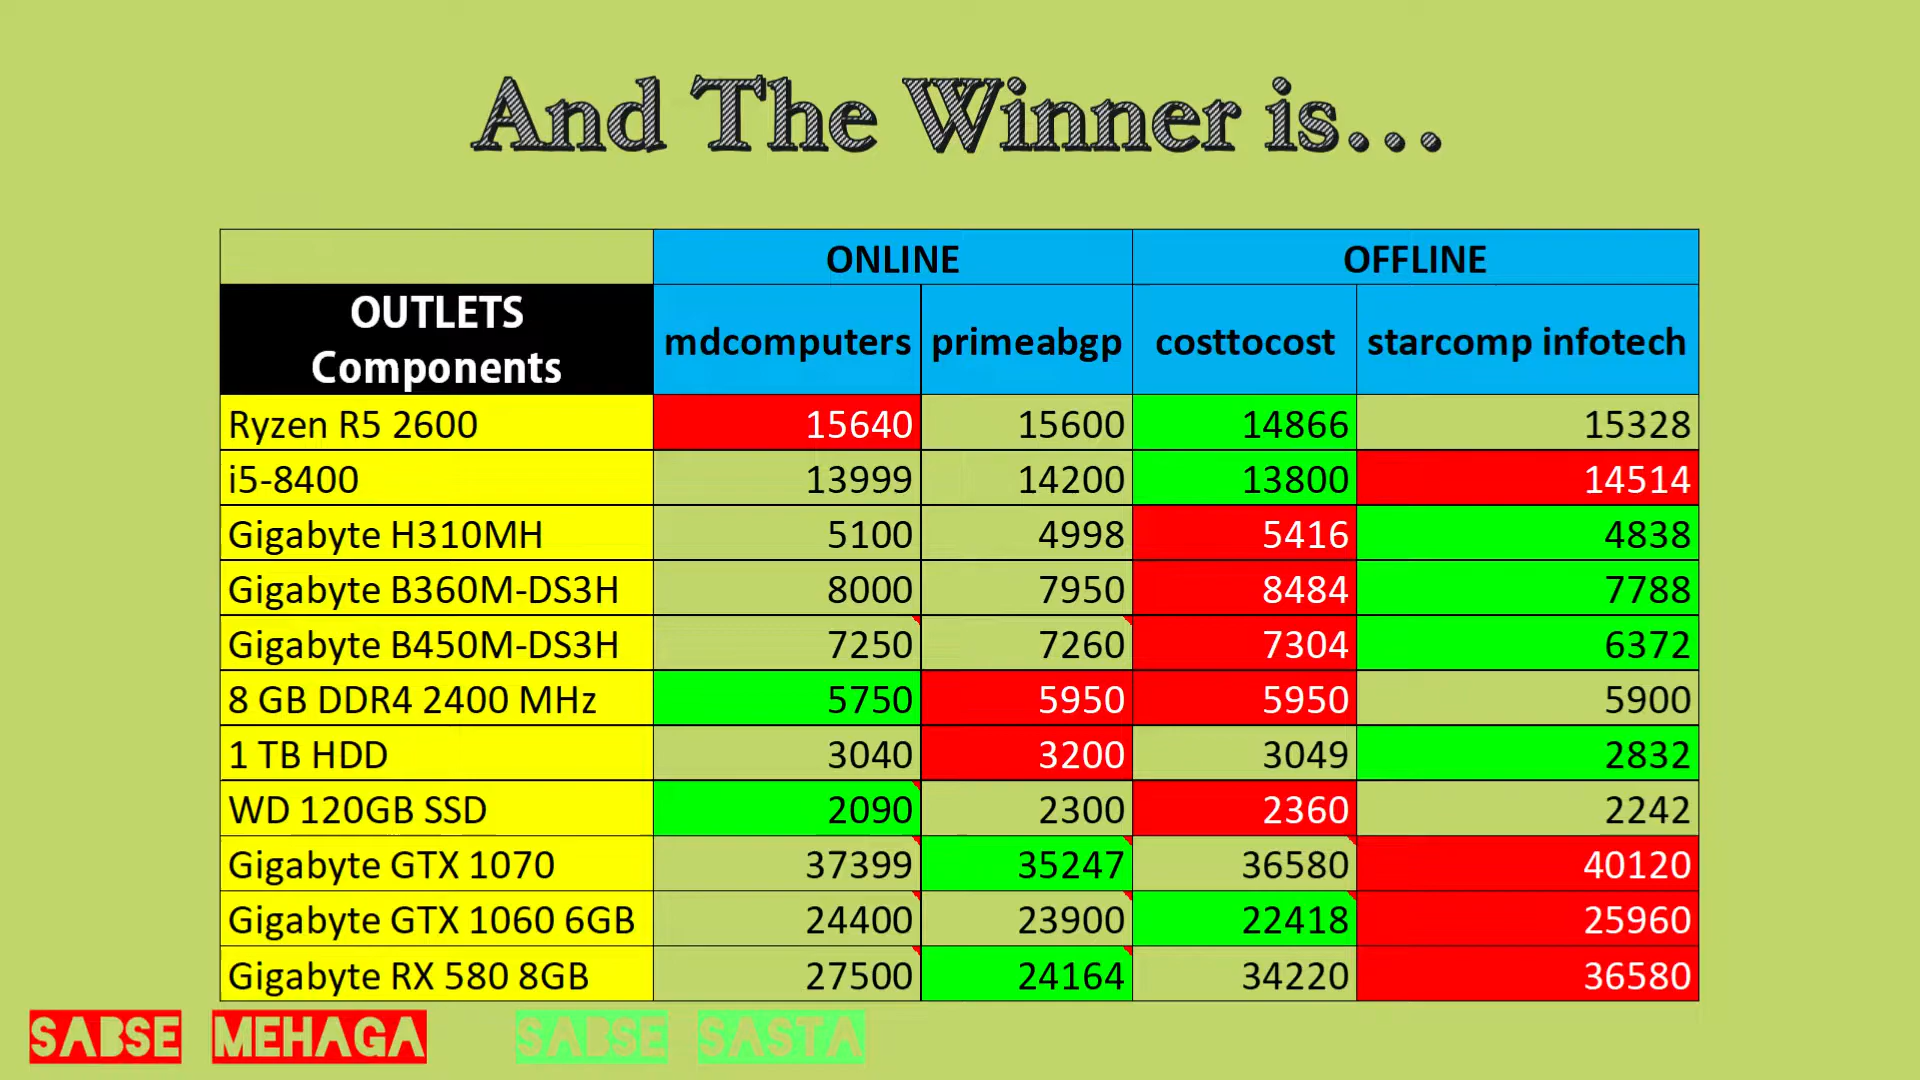 And The Winner is...
ONLINE OFFLINE
OUTLETS
Components mdcomputers primeabgp costtocost starcomp infotech
Ryzen R5 2600 15640 15600 14866 15328
i5-8400 13999 14200 13800 14514
Gigabyte H310MH 5100 4998 5416 4838
Gigabyte B360M-DS3H 8000 7950 8484 7788
Gigabyte B450M-DS3H 7250 7260 7304 6372
8 GB DDR4 2400 MHz 5750 5950 5950 5900
1 TB HDD 3040 3200 3049 2832
WD 120GB SSD 2090 2300 2360 2242
Gigabyte GTX 1070 37399 35247 36580 40120
Gigabyte GTX 1060 6GB 24400 23900 22418 25960
Gigabyte RX 580 8GB 27500 24164 34220 36580
SABSE MEHAGA SABSE SASTA